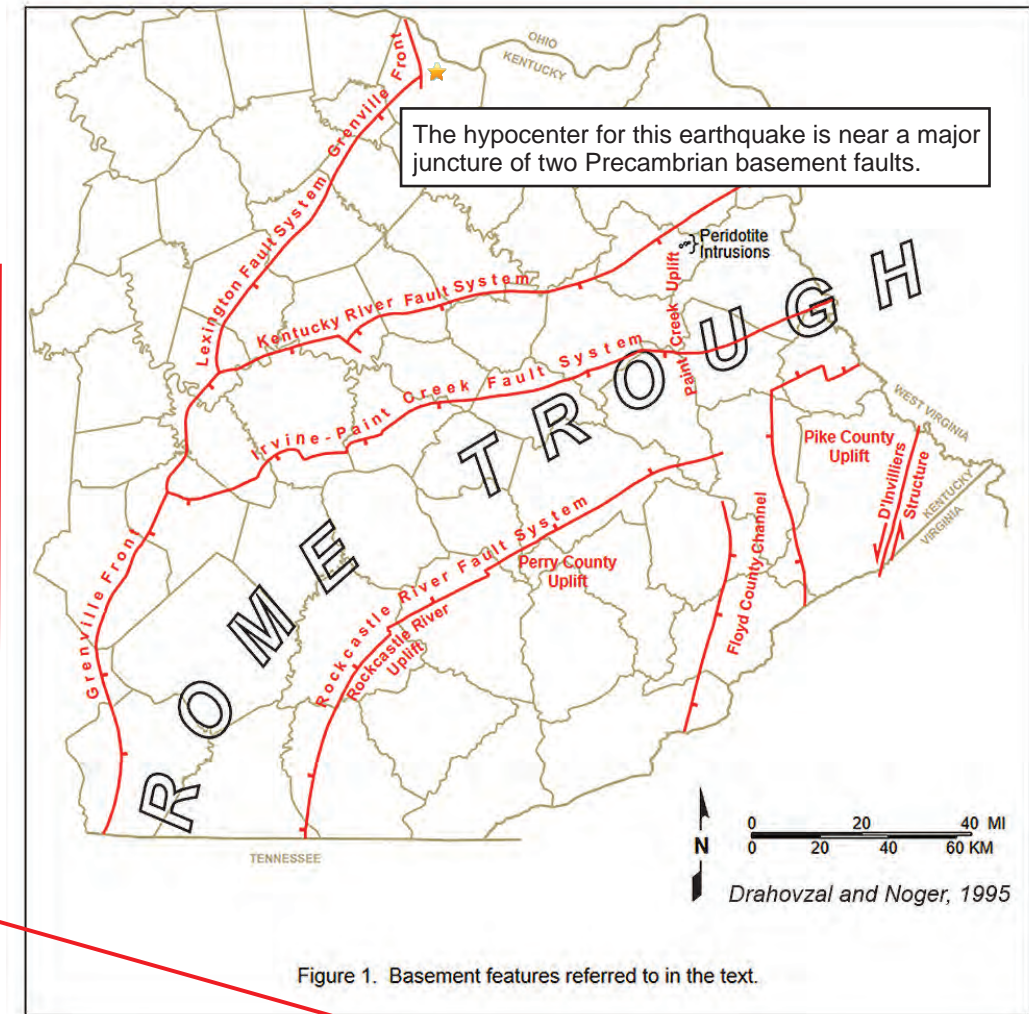 OHIO
KENTUCKY
Grenville Front
The hypocenter for this earthquake is near a major
juncture of two Precambrian basement faults.
Lexington Fault System
Peridotite
Intrusions
Kentucky River Fault System
Paint Creek Uplift
Irvine-Paint Creek Fault System
ROME TROUGH
WEST VIRGINIA
Pike County
Uplift
D'Invilliers
Structure
KENTUCKY
VIRGINIA
Grenville Front
Rockcastle River Fault System
Perry County
Uplift
Rockcastle River
Uplift
Floyd County Channel
N
0 20 40 MI
0 20 40 60 KM
TENNESSEE
Drahovzal and Noger, 1995
Figure 1. Basement features referred to in the text.